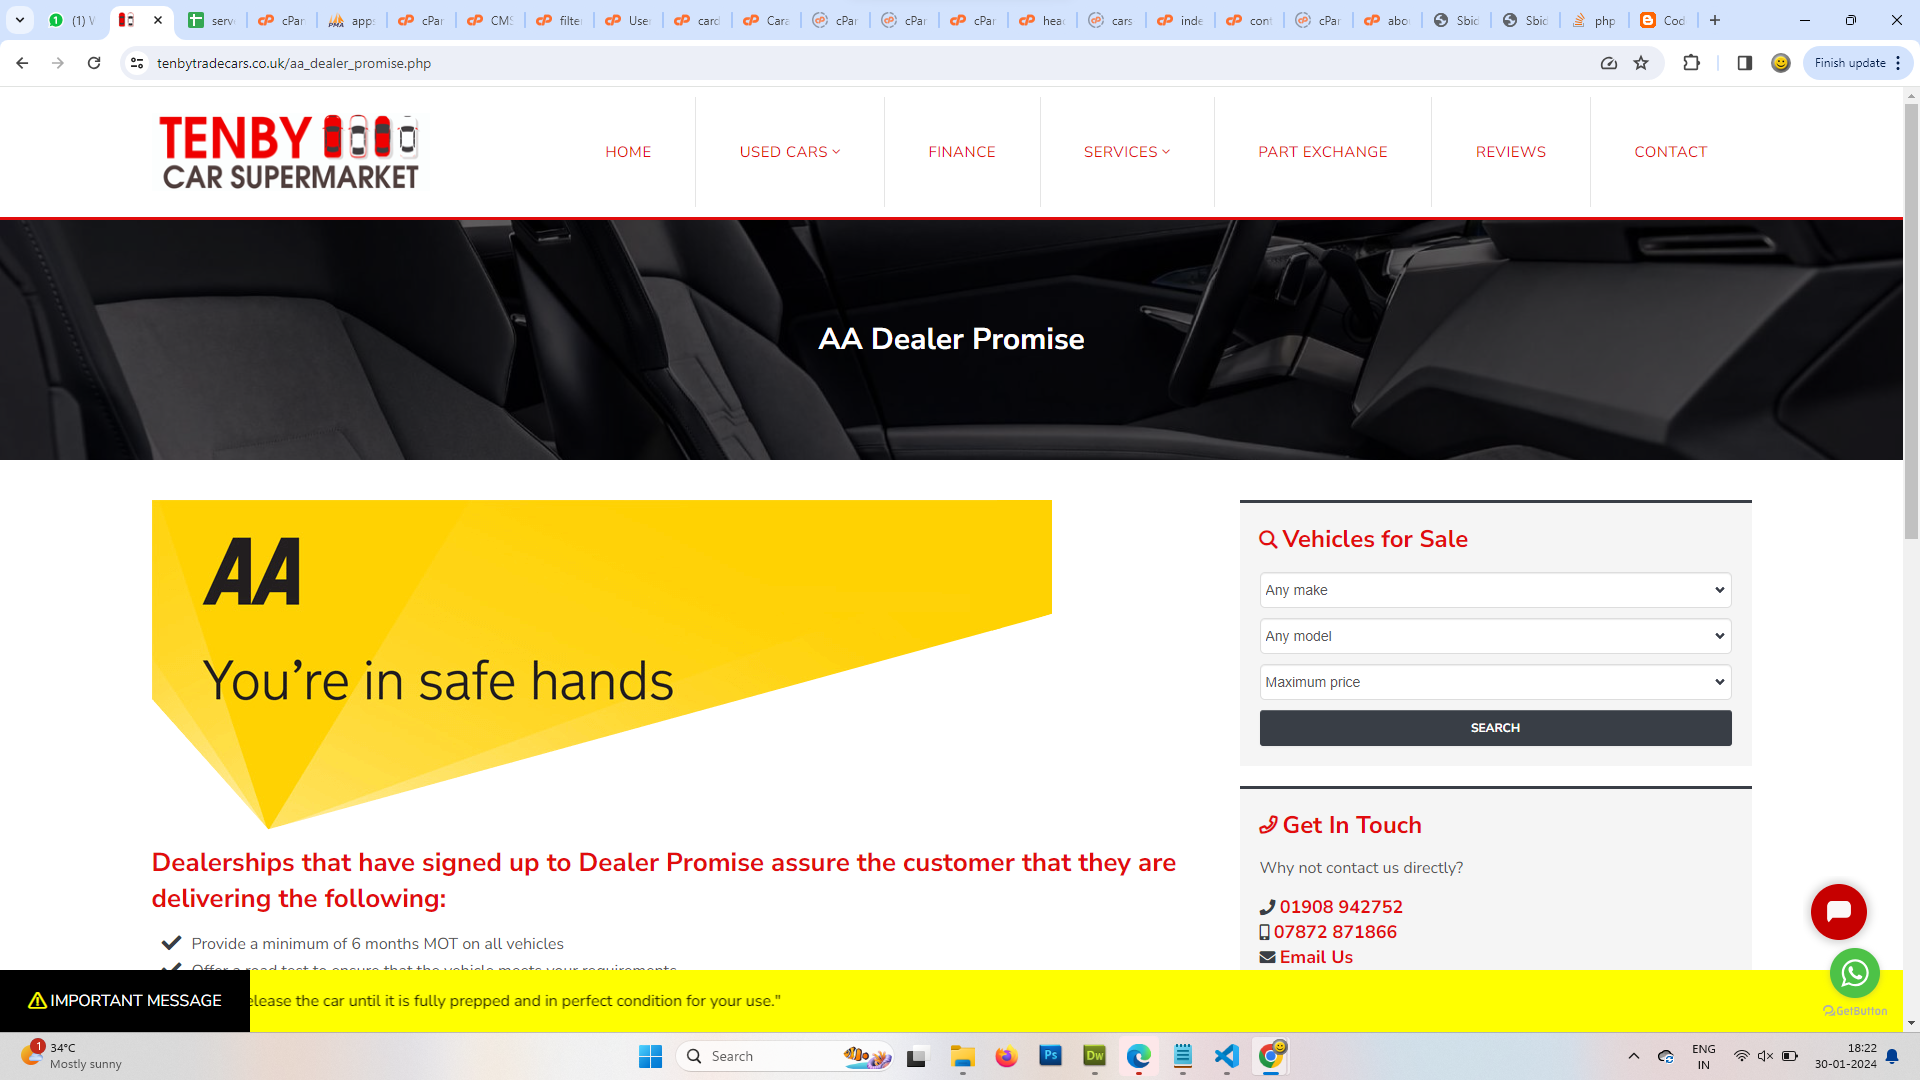 (1) W
serv
cPar
apps
cPar
CMS
filte
User
card
Cara
cPar
cPar
cPar
head
cars
inde
cont
cPar
abou
Sbid
Sbid
php
Cod
tenbytradecars.co.uk/aa_dealer_promise.php
Finish update
TENBY
CAR SUPERMARKET
HOME
USED CARS
FINANCE
SERVICES
PART EXCHANGE
REVIEWS
CONTACT
AA Dealer Promise
AA
You're in safe hands
Dealerships that have signed up to Dealer Promise assure the customer that they are
delivering the following:
Provide a minimum of 6 months MOT on all vehicles
Offer a road test to ensure that the vehicle meets your requirements
Vehicles for Sale
Any make
Any model
Maximum price
SEARCH
Get In Touch
Why not contact us directly?
01908 942752
07872 871866
Email Us
IMPORTANT MESSAGE
elease the car until it is fully prepped and in perfect condition for your use."
GetButton
1
34°C
Mostly sunny
Search
Ps
Dw
ENG
IN
18:22
30-01-2024